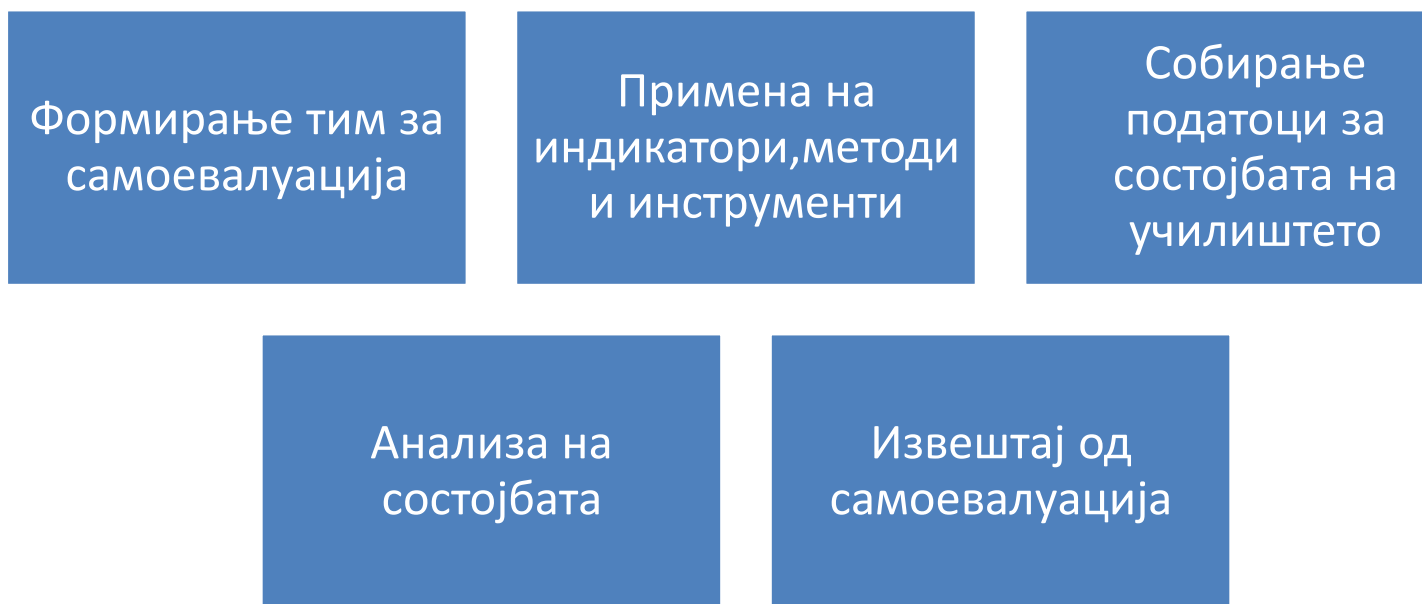 Формирање тим за
самоевалуација
Примена на
индикатори,методи
и инструменти
Собирање
податоци за
состојбата на
училиштето
Анализа на
состојбата
Извештај од
самоевалуација